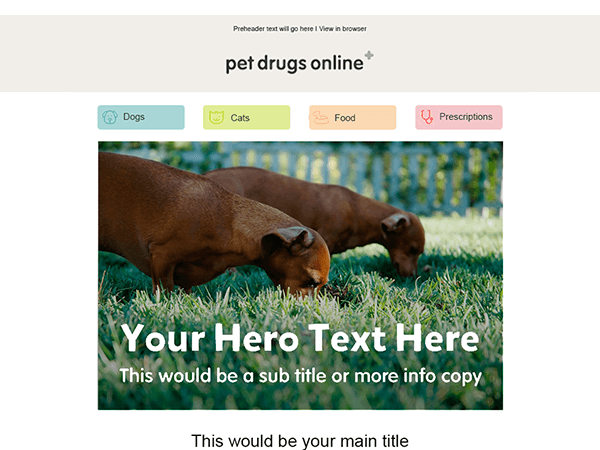 Preheader text will go here I View in browser
pet drugs online
Dogs
Cats
Food
Prescriptions
Your Hero Text Here
This would be a sub title or more info copy
This would be your main title